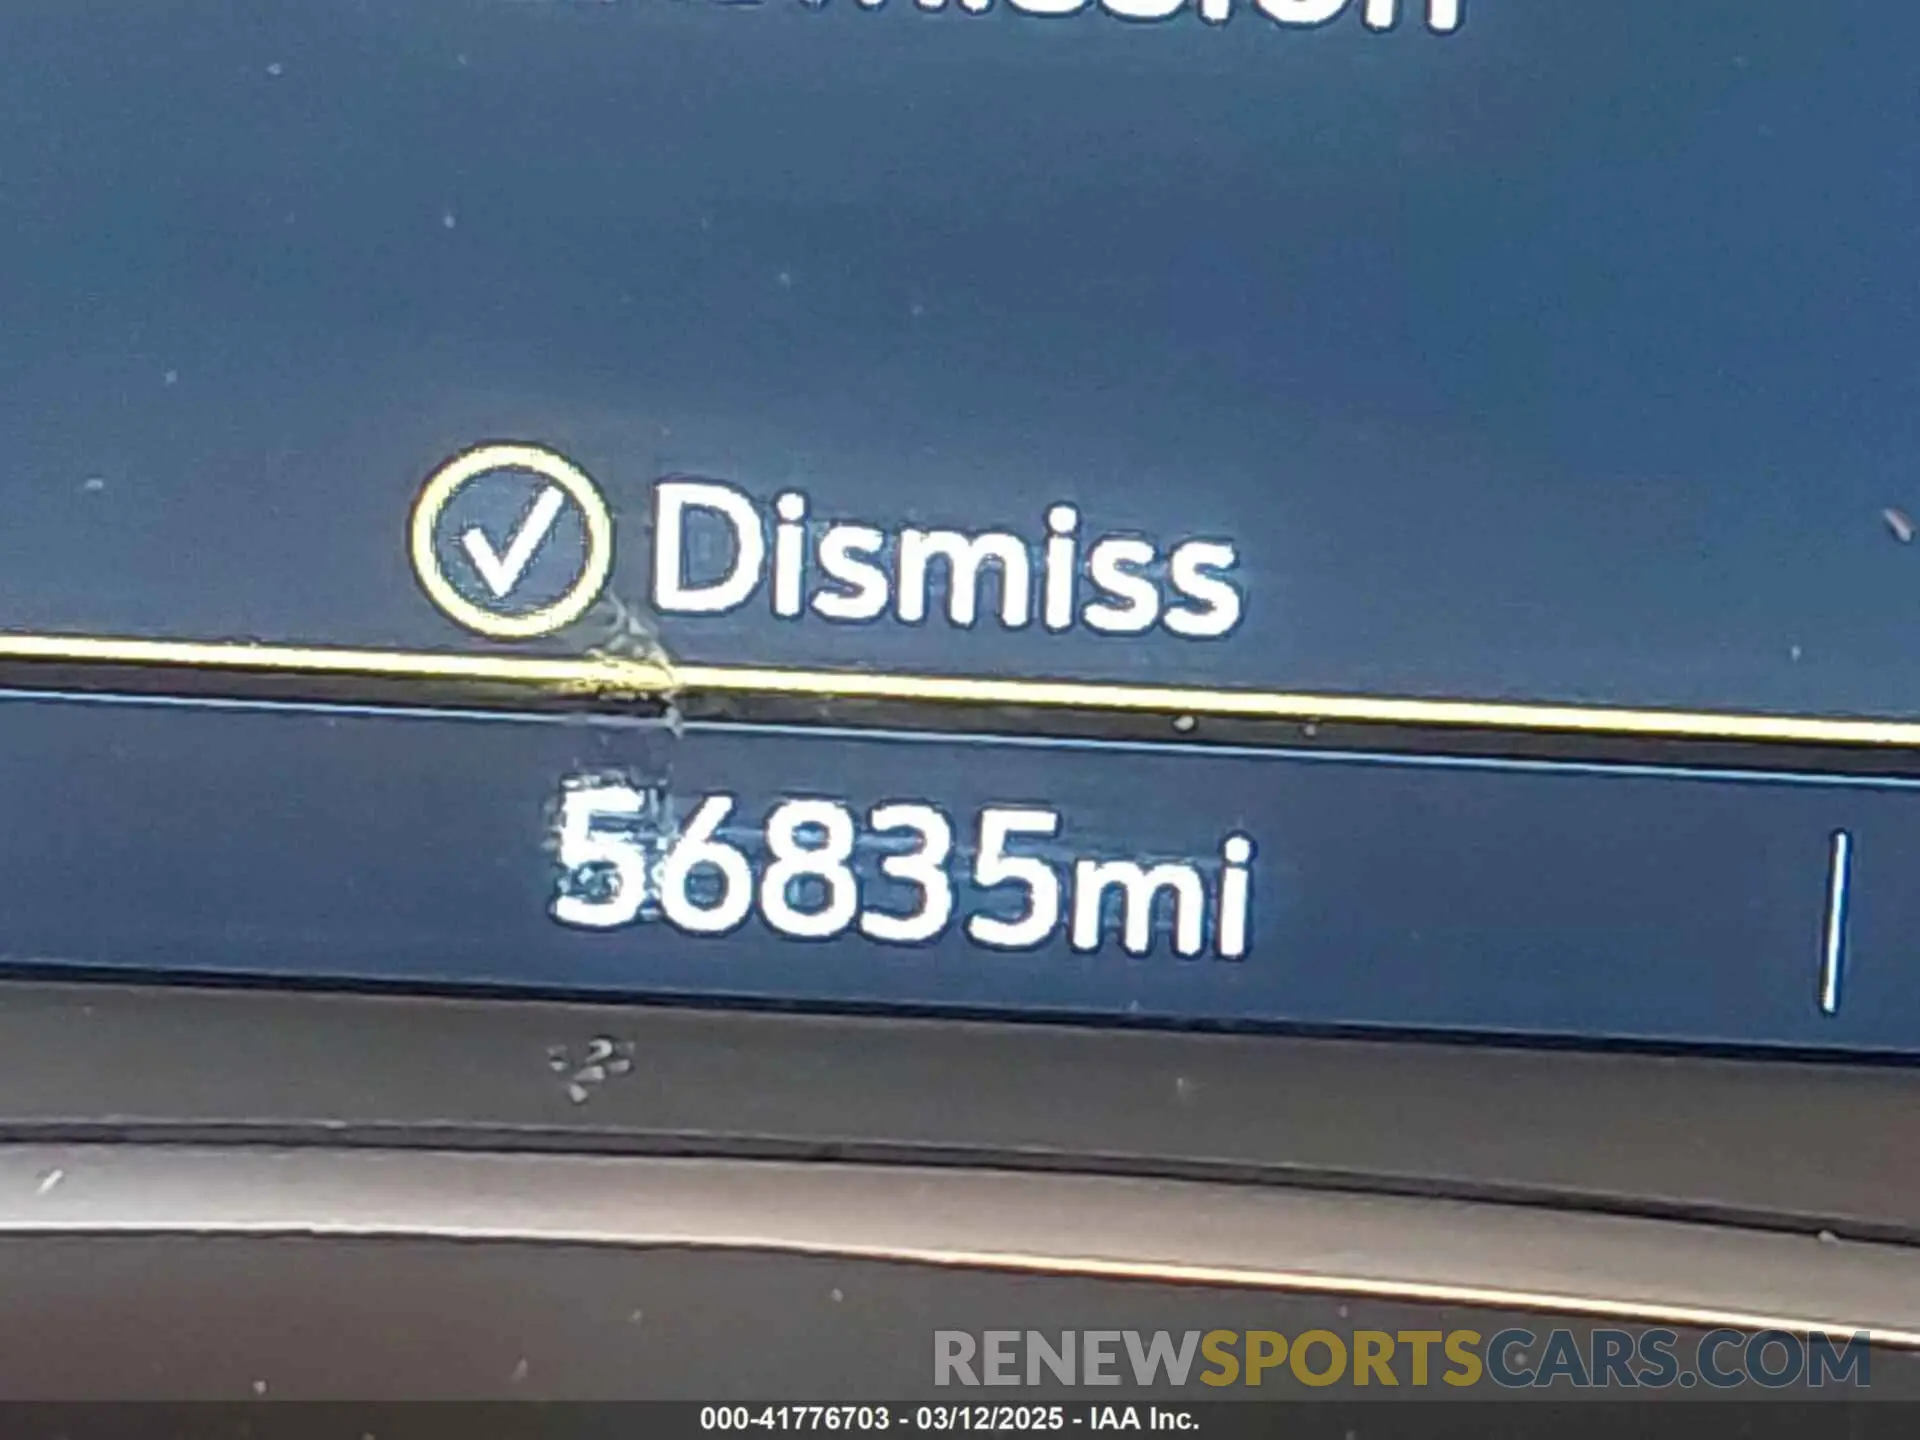 Dismiss
56835mi
RENEWSPORTSCARS.COM
000-41776703 - 03/12/2025 - IAA Inc.